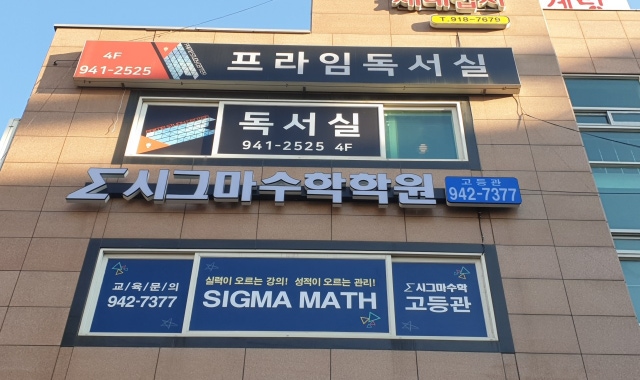 T.918-7679
4F
941-2525
프라임독서실
독서실
941-2525 4F
Σ시그마수학학원
고등관
942-7377
교/육/문/의
942-7377
실력이 오르는 강의! 성적이 오르는 관리!
SIGMA MATH
Σ시그마수학
고등관